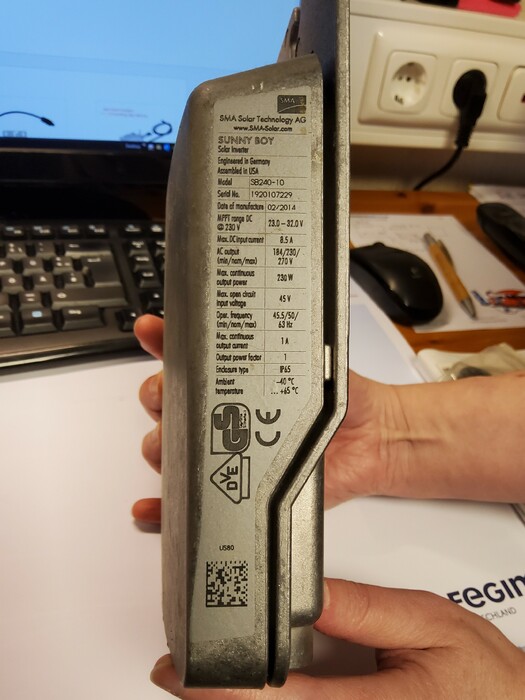 SMA
SMA Solar Technology AG
www.SMA-Solar.com
SUNNY BOY
Solar Inverter
Engineered in Germany
Assembled in USA
Model SB240-10
Serial No. 1920107229
Date of manufacture 02/2014
MPPT range DC
@ 230 V 23.0 – 32.0 V
Max. DC input current 8.5 A
AC output 184/230/
(min/nom/max) 270 V
Max. continuous
output power 230 W
Max. open circuit
input voltage 45 V
Oper. frequency 45.5/50/
(min/nom/max) 63 Hz
Max. continuous
output current 1 A
Output power factor 1
Enclosure type IP65
Ambient -40 °C
temperature ... +65 °C
GS
CE
DVE
US80
FEGIM
SCHLAND